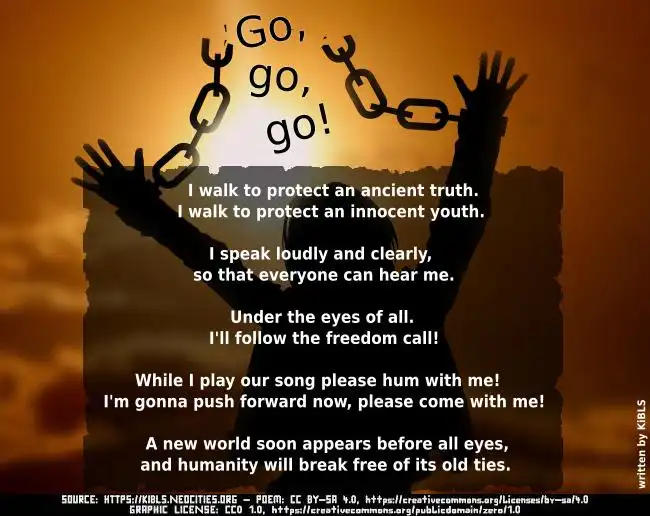 Go,
go,
go!
I walk to protect an ancient truth.
I walk to protect an innocent youth.
I speak loudly and clearly,
so that everyone can hear me.
Under the eyes of all.
I'll follow the freedom call!
While I play our song please hum with me!
I'm gonna push forward now, please come with me!
A new world soon appears before all eyes,
and humanity will break free of its old ties.
written by KiBLS
SOURCE: HTTPS://KIBLS.NEOCITIES.ORG – POEM: CC BY–SA 4.0, https://creativecommons.org/licenses/by–sa/4.0
GRAPHIC LICENSE: CC0 1.0, https://creativecommons.org/publicdomain/zero/1.0